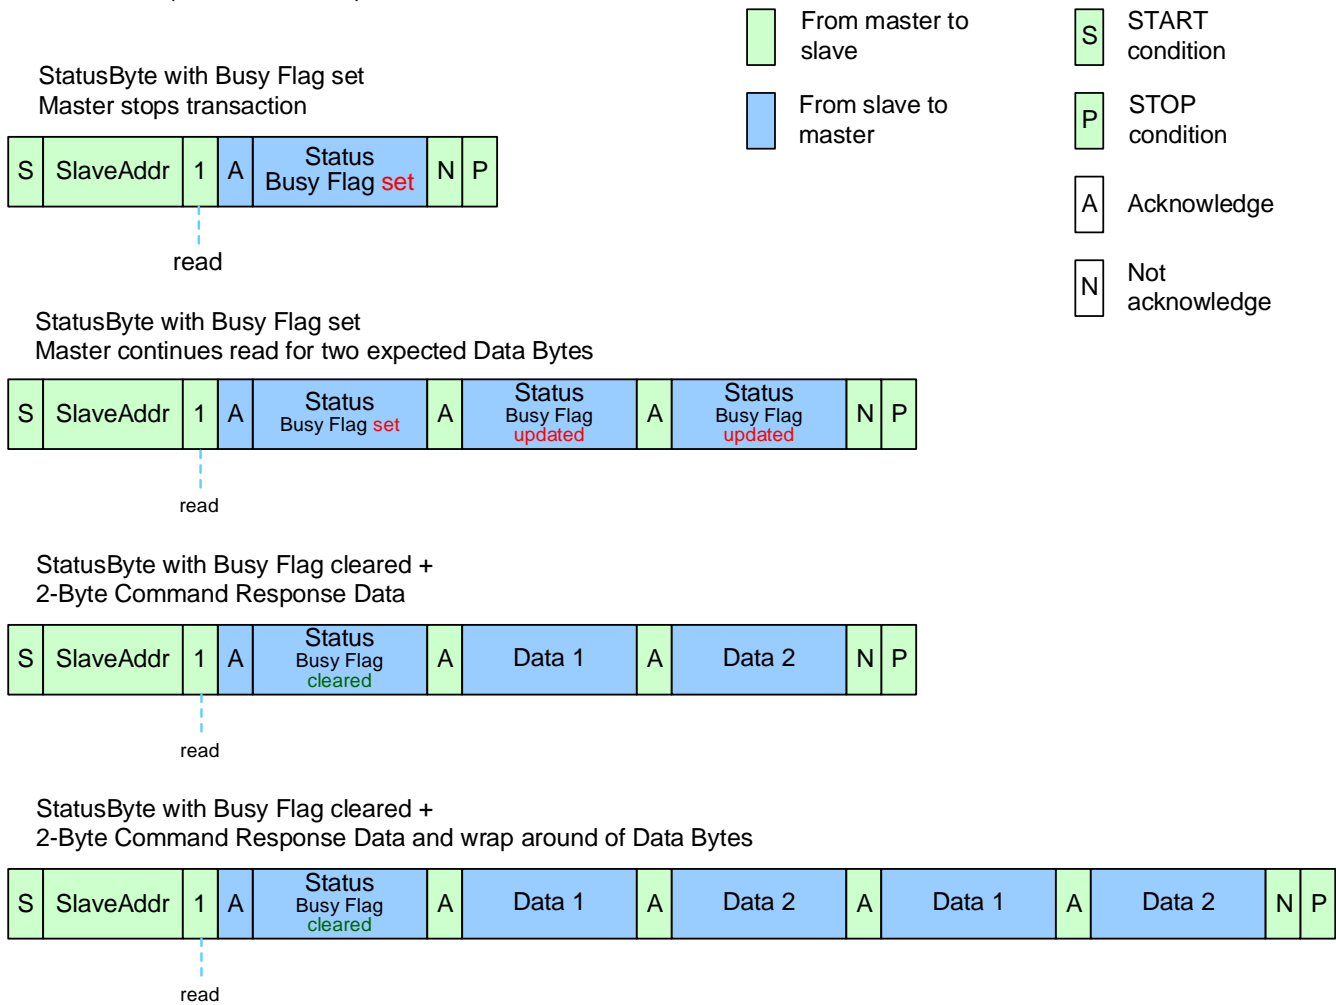 From master to
slave
S
START
condition
From slave to
master
P
STOP
condition
A
Acknowledge
N
Not
acknowledge
StatusByte with Busy Flag set
Master stops transaction
S SlaveAddr 1 A Status
Busy Flag set N P
read
StatusByte with Busy Flag set
Master continues read for two expected Data Bytes
S SlaveAddr 1 A Status
Busy Flag set
A Status
Busy Flag
updated
A Status
Busy Flag
updated
N P
read
StatusByte with Busy Flag cleared +
2-Byte Command Response Data
S SlaveAddr 1 A Status
Busy Flag
cleared
A Data 1 A Data 2 N P
read
StatusByte with Busy Flag cleared +
2-Byte Command Response Data and wrap around of Data Bytes
S SlaveAddr 1 A Status
Busy Flag
cleared
A Data 1 A Data 2 A Data 1 A Data 2 N P
read